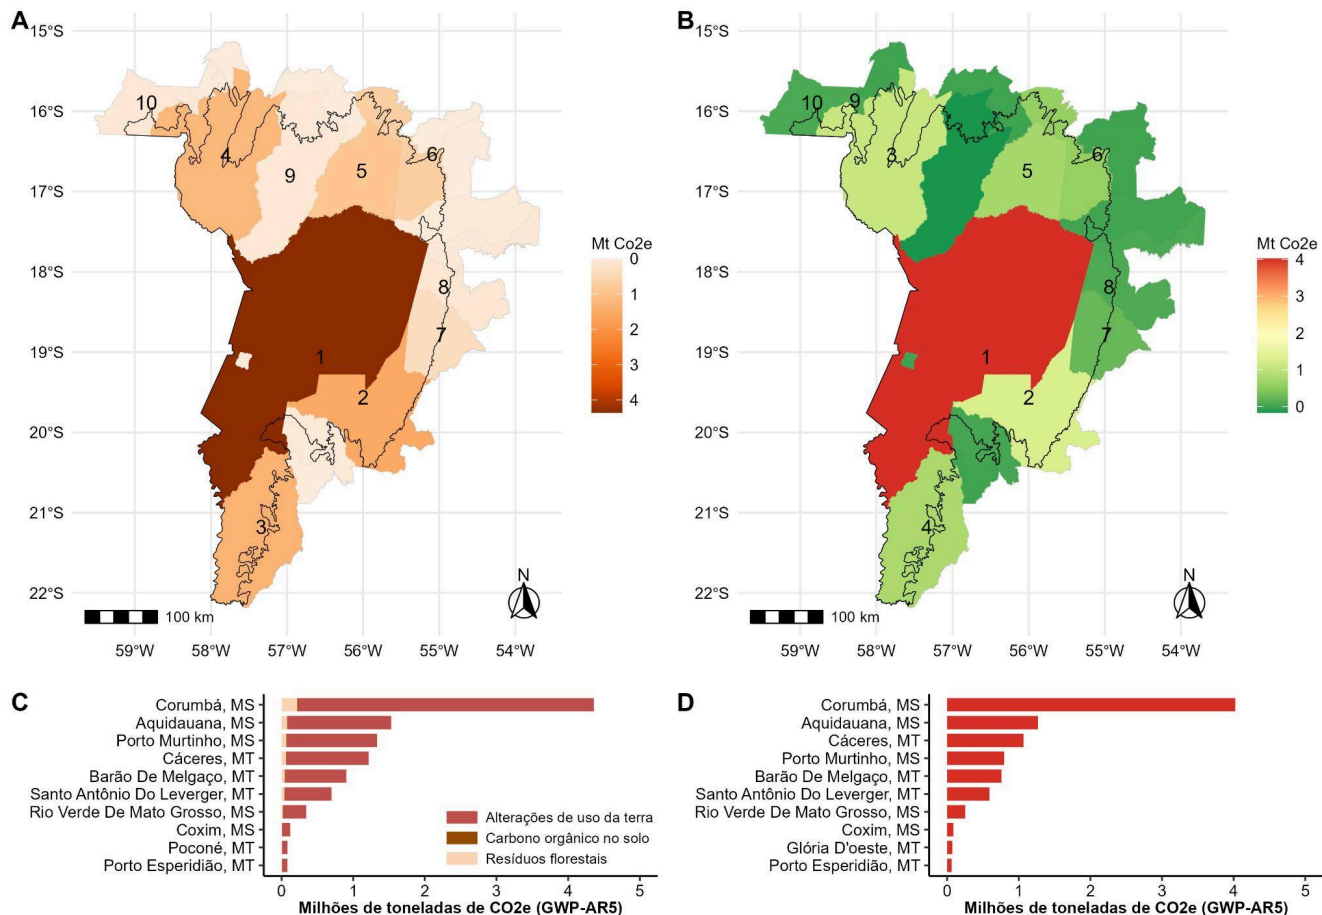 A
15°S
16°S
17°S
18°S
19°S
20°S
21°S
22°S
10
4
9
5
6
8
7
1
2
3
Mt Co2e
0
1
2
3
4
N
100 km
59°W
58°W
57°W
56°W
55°W
54°W
B
15°S
16°S
17°S
18°S
19°S
20°S
21°S
22°S
10
9
3
5
6
8
7
1
2
4
Mt Co2e
4
3
2
1
0
N
100 km
59°W
58°W
57°W
56°W
55°W
54°W
C
Corumbá, MS
Aquidauana, MS
Porto Murtinho, MS
Cáceres, MT
Barão De Melgaço, MT
Santo Antônio Do Leverger, MT
Rio Verde De Mato Grosso, MS
Coxim, MS
Poconé, MT
Porto Esperidião, MT
Alterações de uso da terra
Carbono orgânico no solo
Resíduos florestais
0
1
2
3
4
5
Milhões de toneladas de CO2e (GWP-AR5)
D
Corumbá, MS
Aquidauana, MS
Cáceres, MT
Porto Murtinho, MS
Barão De Melgaço, MT
Santo Antônio Do Leverger, MT
Rio Verde De Mato Grosso, MS
Coxim, MS
Glória D'oeste, MT
Porto Esperidião, MT
0
1
2
3
4
5
Milhões de toneladas de CO2e (GWP-AR5)